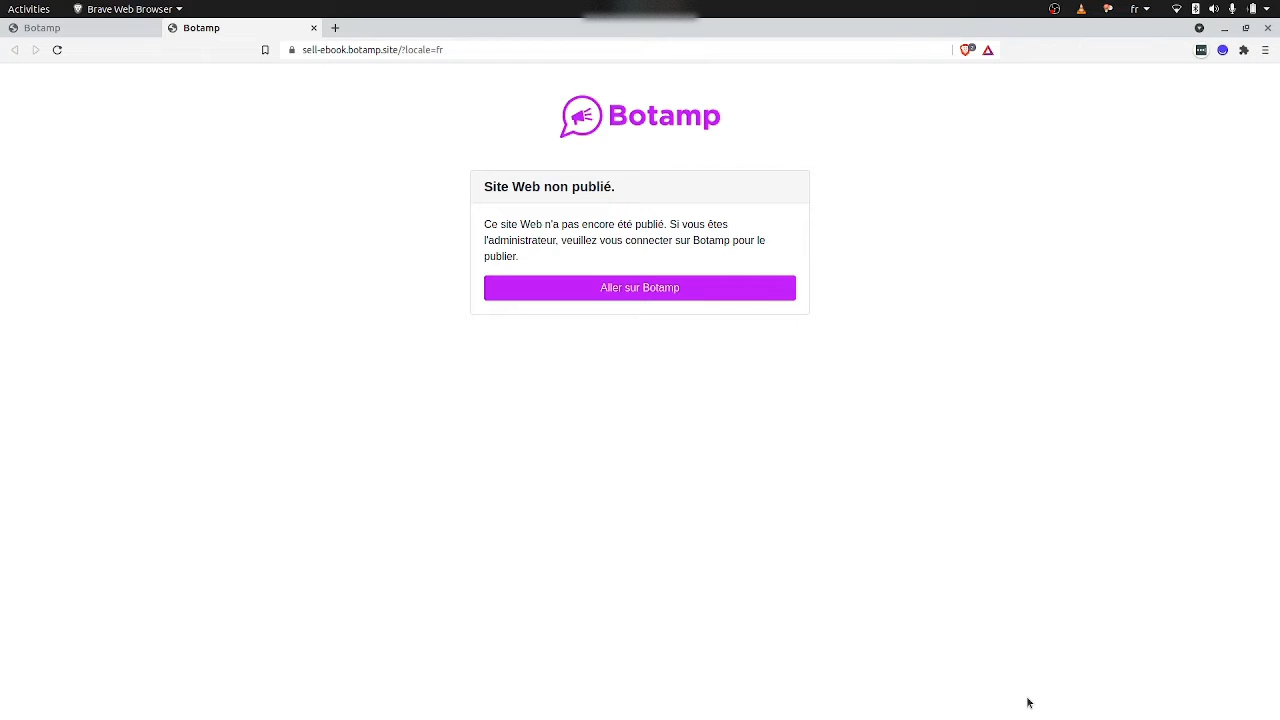 Activities
Brave Web Browser
fr
Botamp
Botamp
sell-ebook.botamp.site/?locale=fr
Botamp
Site Web non publié.
Ce site Web n'a pas encore été publié. Si vous êtes
l'administrateur, veuillez vous connecter sur Botamp pour le
publier.
Aller sur Botamp